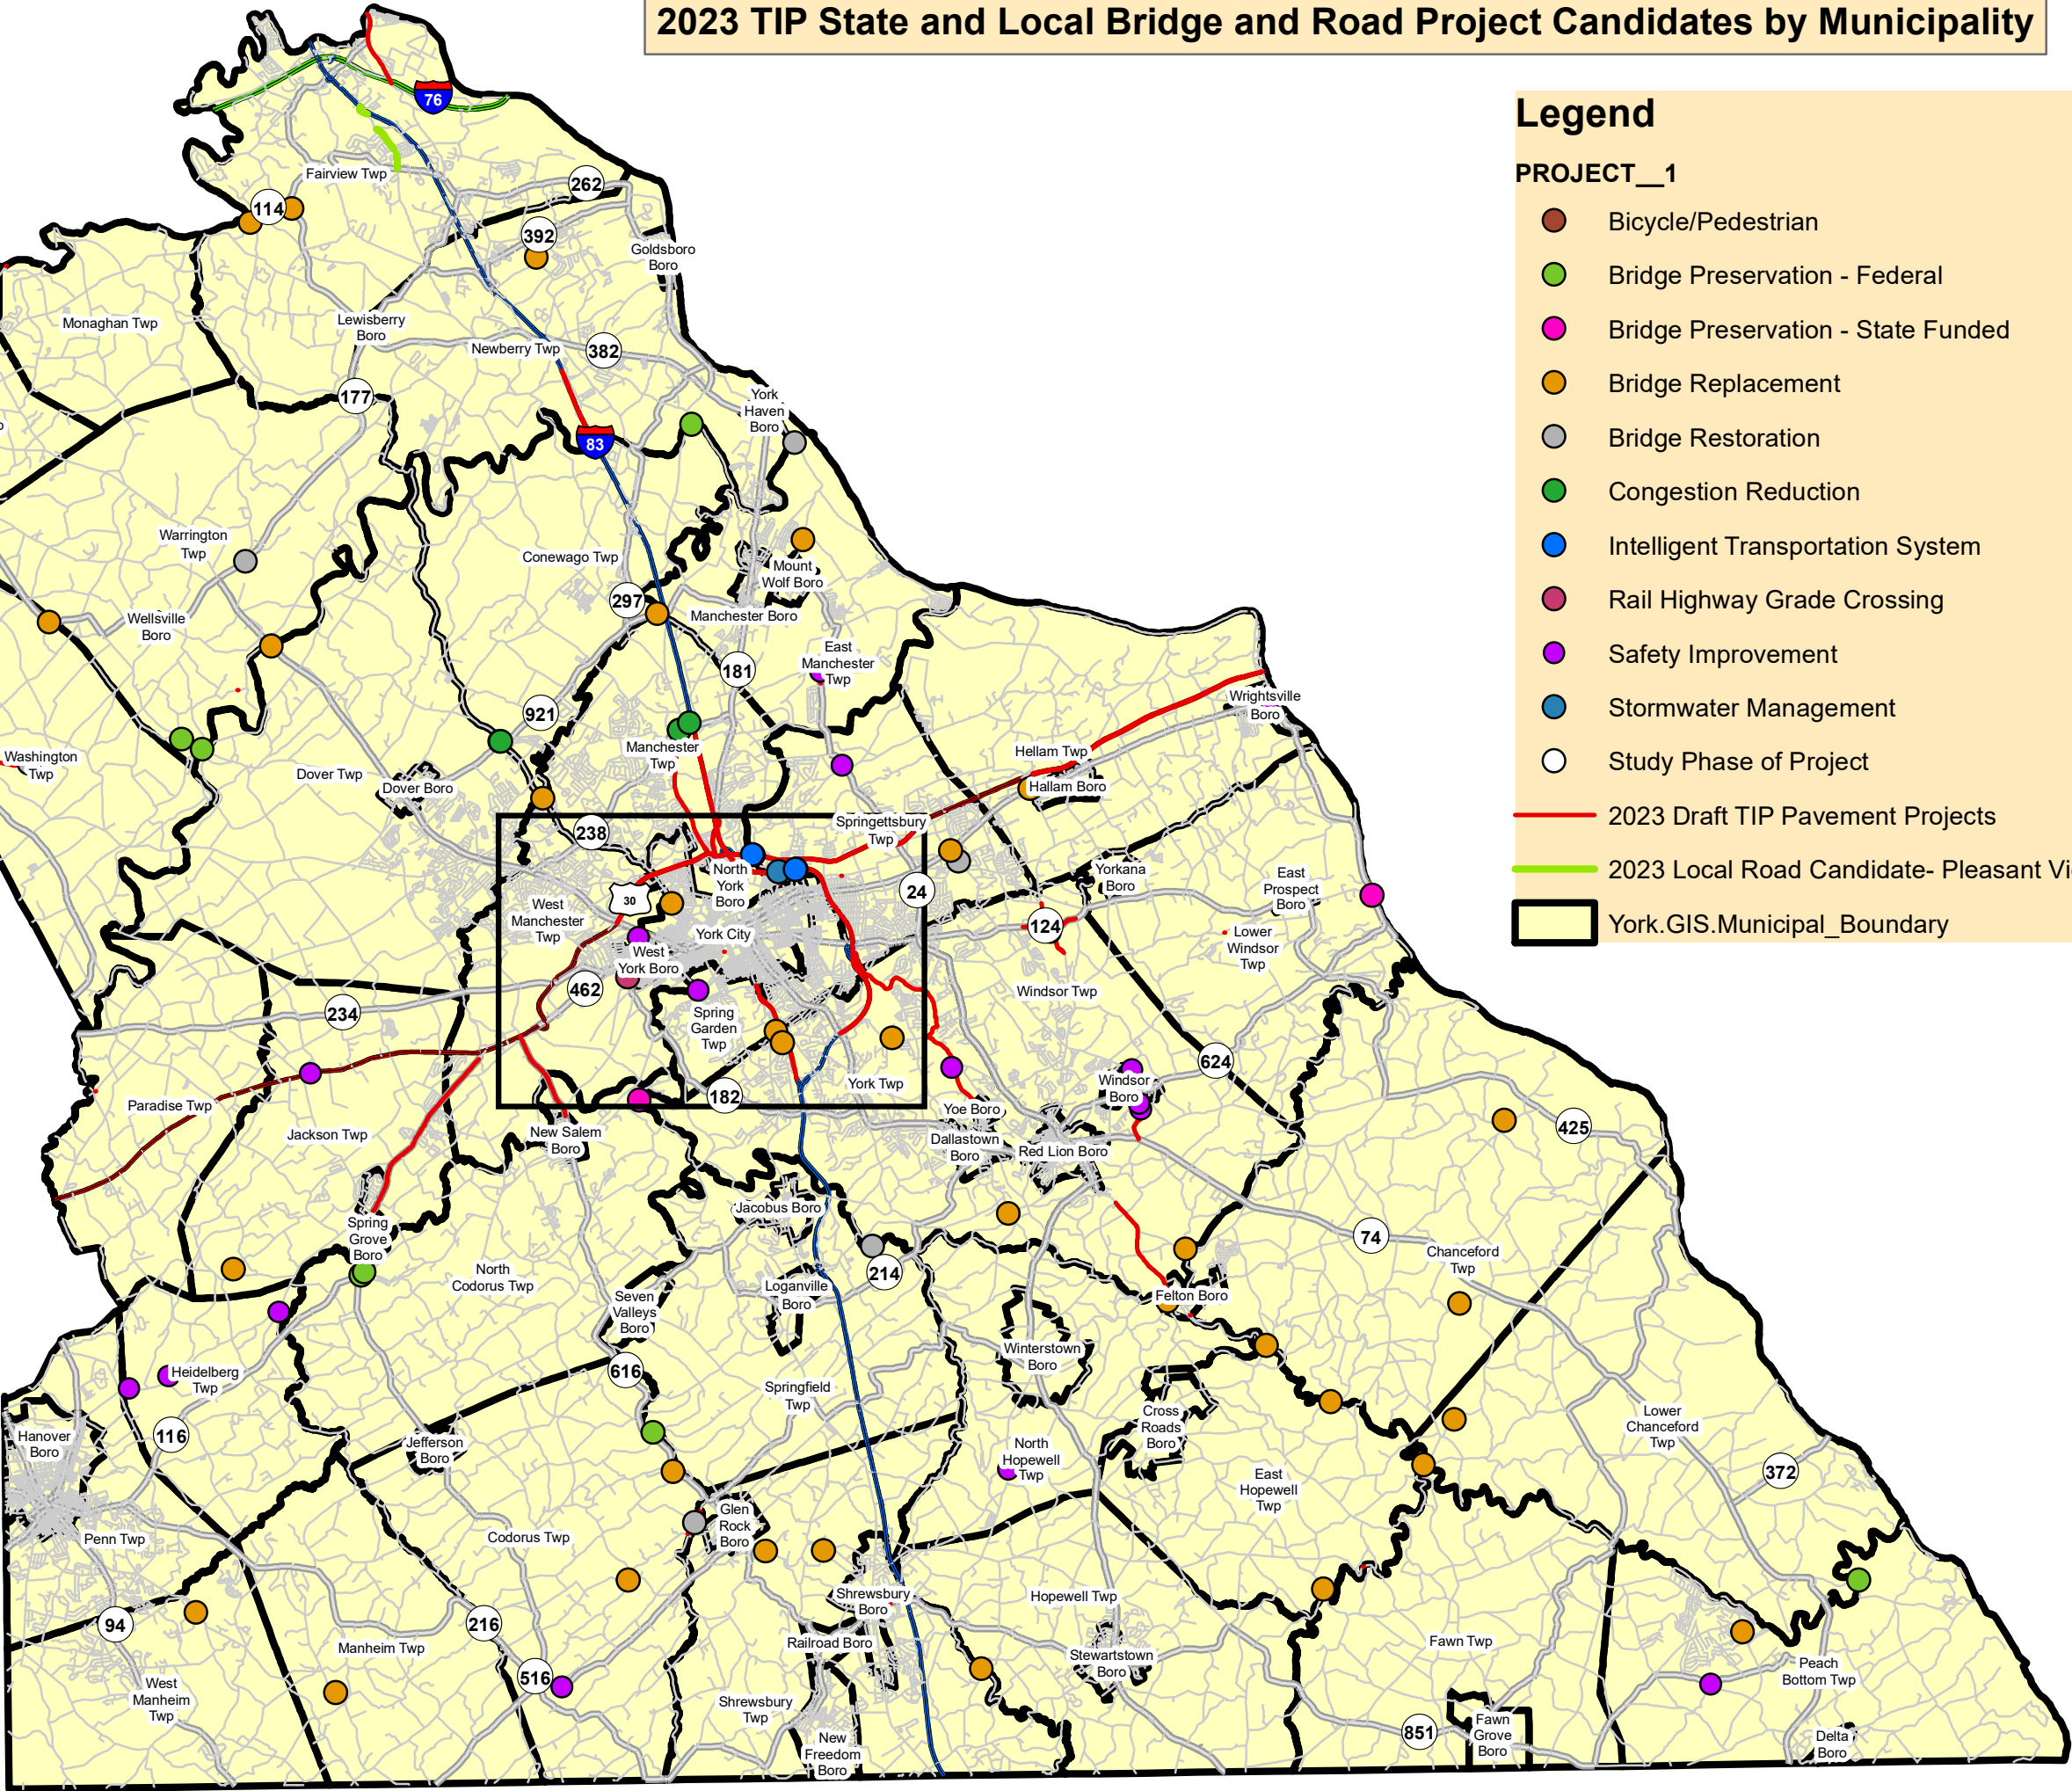 2023 TIP State and Local Bridge and Road Project Candidates by Municipality
Legend
PROJECT__1
Bicycle/Pedestrian
Bridge Preservation - Federal
Bridge Preservation - State Funded
Bridge Replacement
Bridge Restoration
Congestion Reduction
Intelligent Transportation System
Rail Highway Grade Crossing
Safety Improvement
Stormwater Management
Study Phase of Project
2023 Draft TIP Pavement Projects
2023 Local Road Candidate- Pleasant Vi
York.GIS.Municipal_Boundary
76
Fairview Twp
262
114
392
Goldsboro
Boro
Monaghan Twp
Lewisberry
Boro
Newberry Twp
382
177
York
Haven
Boro
83
Warrington
Twp
Conewago Twp
Mount
Wolf Boro
297
Wellsville
Boro
Manchester Boro
East
Manchester
Twp
181
921
Wrightsville
Boro
Washington
Twp
Manchester
Twp
Hellam Twp
Dover Twp
Dover Boro
Hallam Boro
238
Springettsbury
Twp
North
York
Boro
Yorkana
Boro
East
Prospect
Boro
30
24
West
Manchester
Twp
York City
124
Lower
Windsor
Twp
West
York Boro
462
Windsor Twp
234
Spring
Garden
Twp
624
York Twp
Windsor
Boro
182
Paradise Twp
Yoe Boro
425
Jackson Twp
New Salem
Boro
Dallastown
Boro
Red Lion Boro
Jacobus Boro
Spring
Grove
Boro
74
Chanceford
Twp
North
Codorus Twp
214
Loganville
Boro
Felton Boro
Seven
Valleys
Boro
Winterstown
Boro
616
Heidelberg
Twp
Springfield
Twp
Cross
Roads
Boro
Lower
Chanceford
Twp
116
Hanover
Boro
Jefferson
Boro
North
Hopewell
Twp
372
East
Hopewell
Twp
Glen
Rock
Boro
Penn Twp
Codorus Twp
Shrewsbury
Boro
Hopewell Twp
94
216
Manheim Twp
Railroad Boro
Fawn Twp
Stewartstown
Boro
516
Peach
Bottom Twp
West
Manheim
Twp
Shrewsbury
Twp
851
Fawn
Grove
Boro
New
Freedom
Boro
Delta
Boro